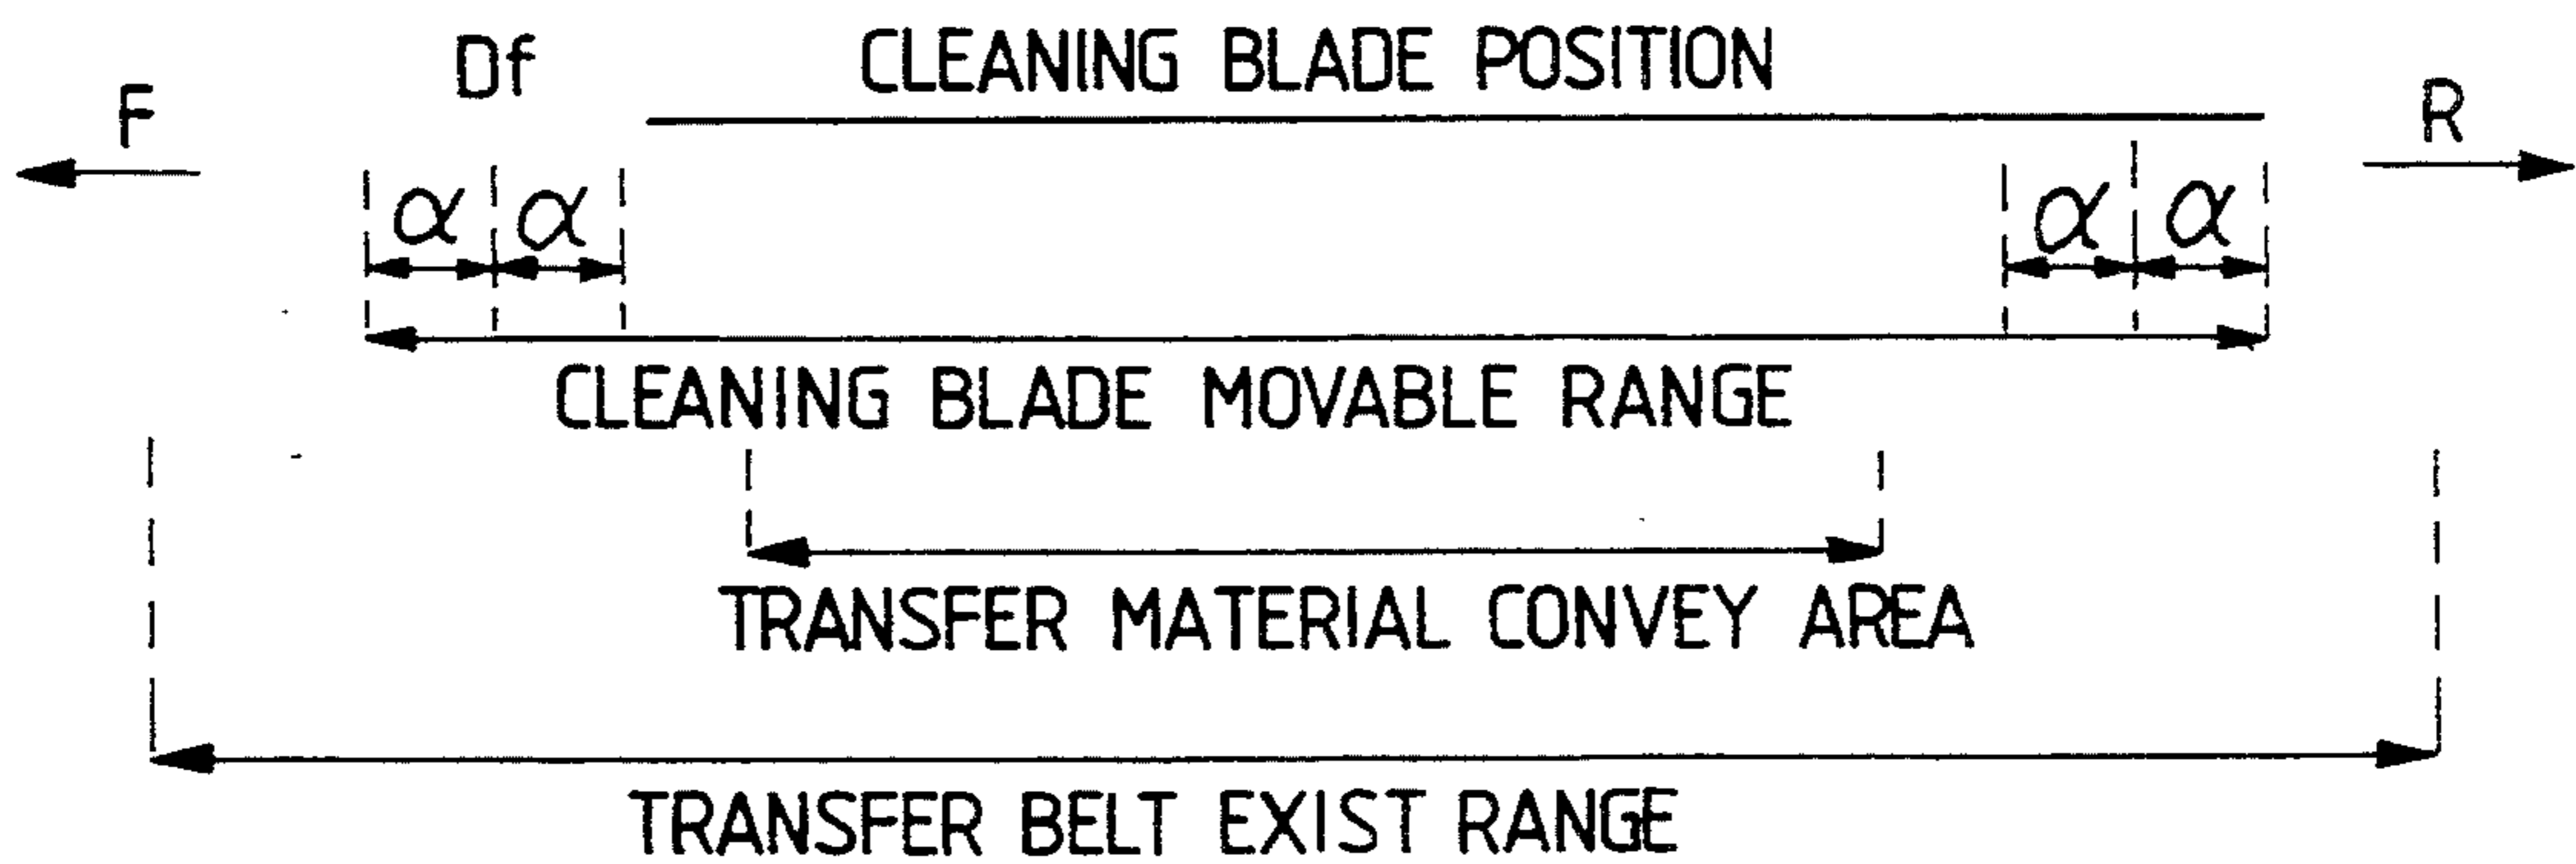 Df CLEANING BLADE POSITION
F R
α α α α
CLEANING BLADE MOVABLE RANGE
TRANSFER MATERIAL CONVEY AREA
TRANSFER BELT EXIST RANGE